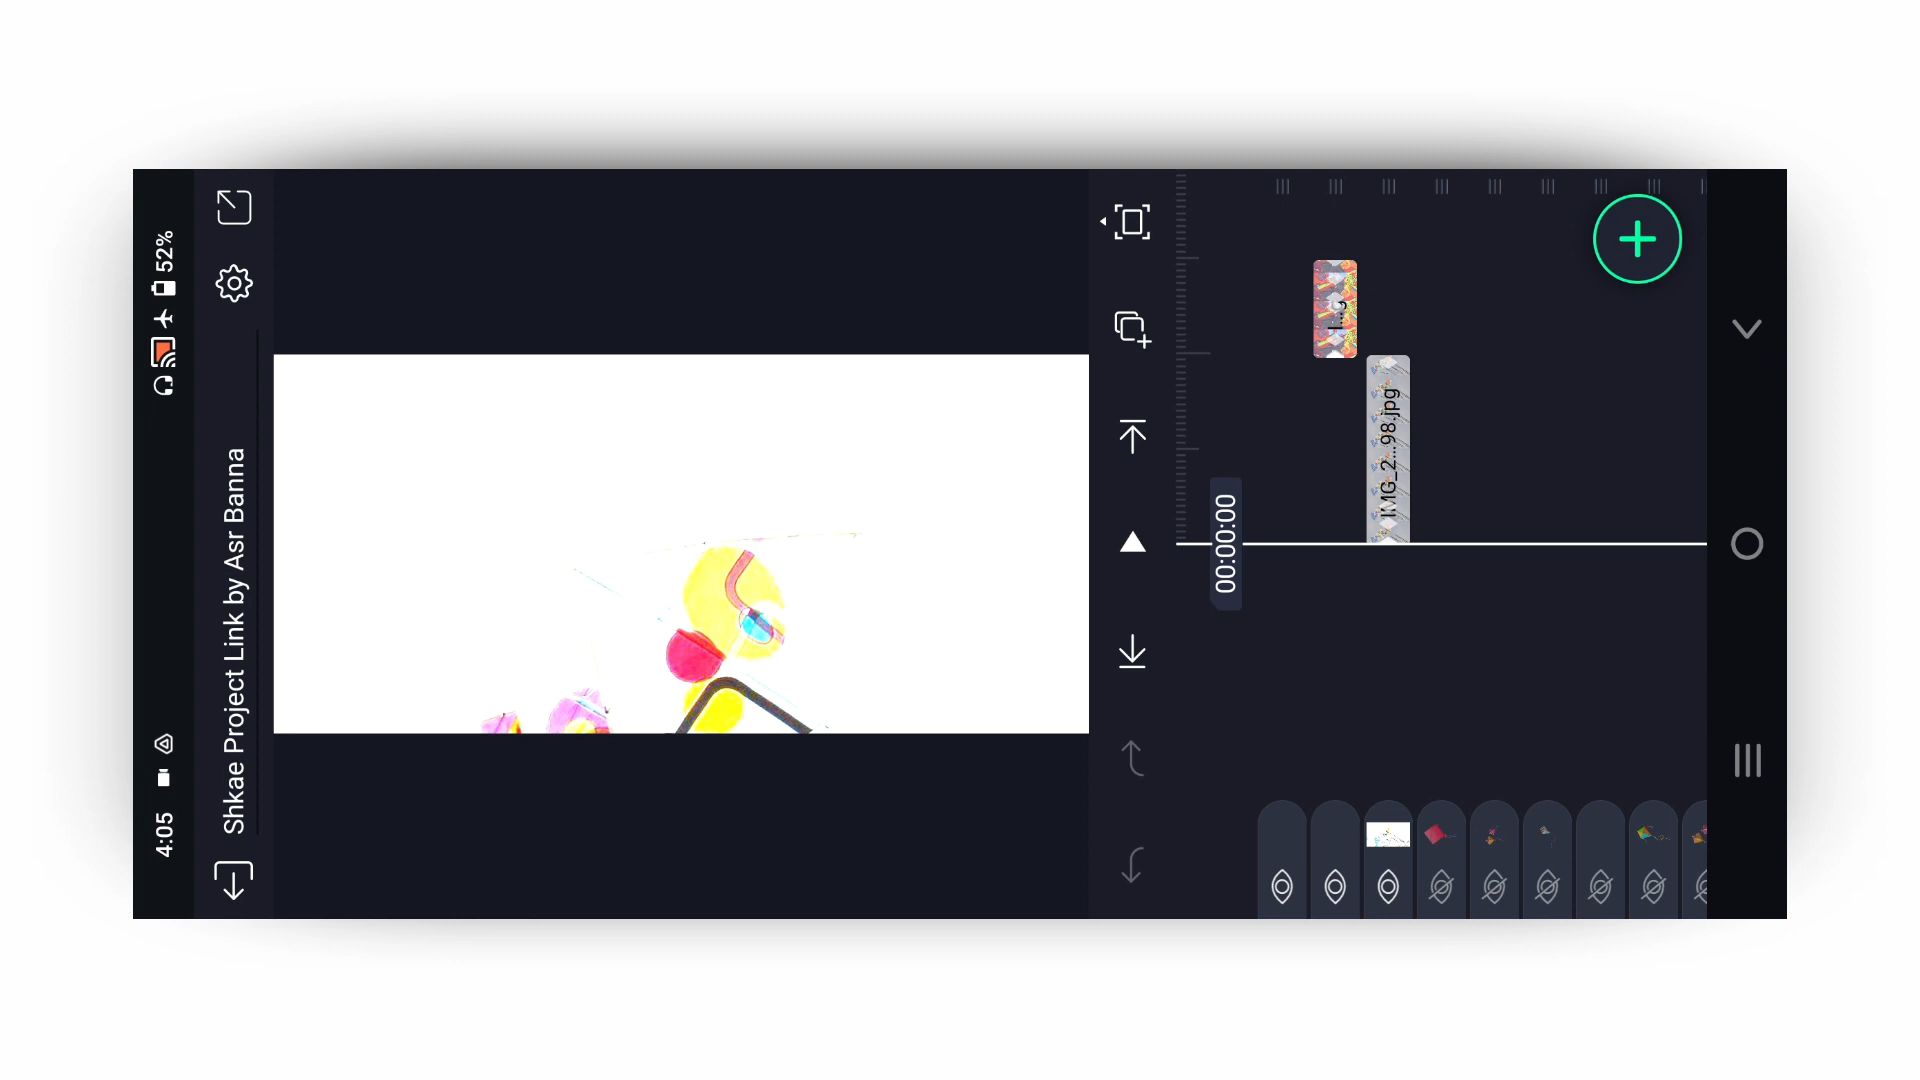 4:05
52%
Shkae Project Link by Asr Banna
00:00:00
I...g
IMG_2...98.jpg